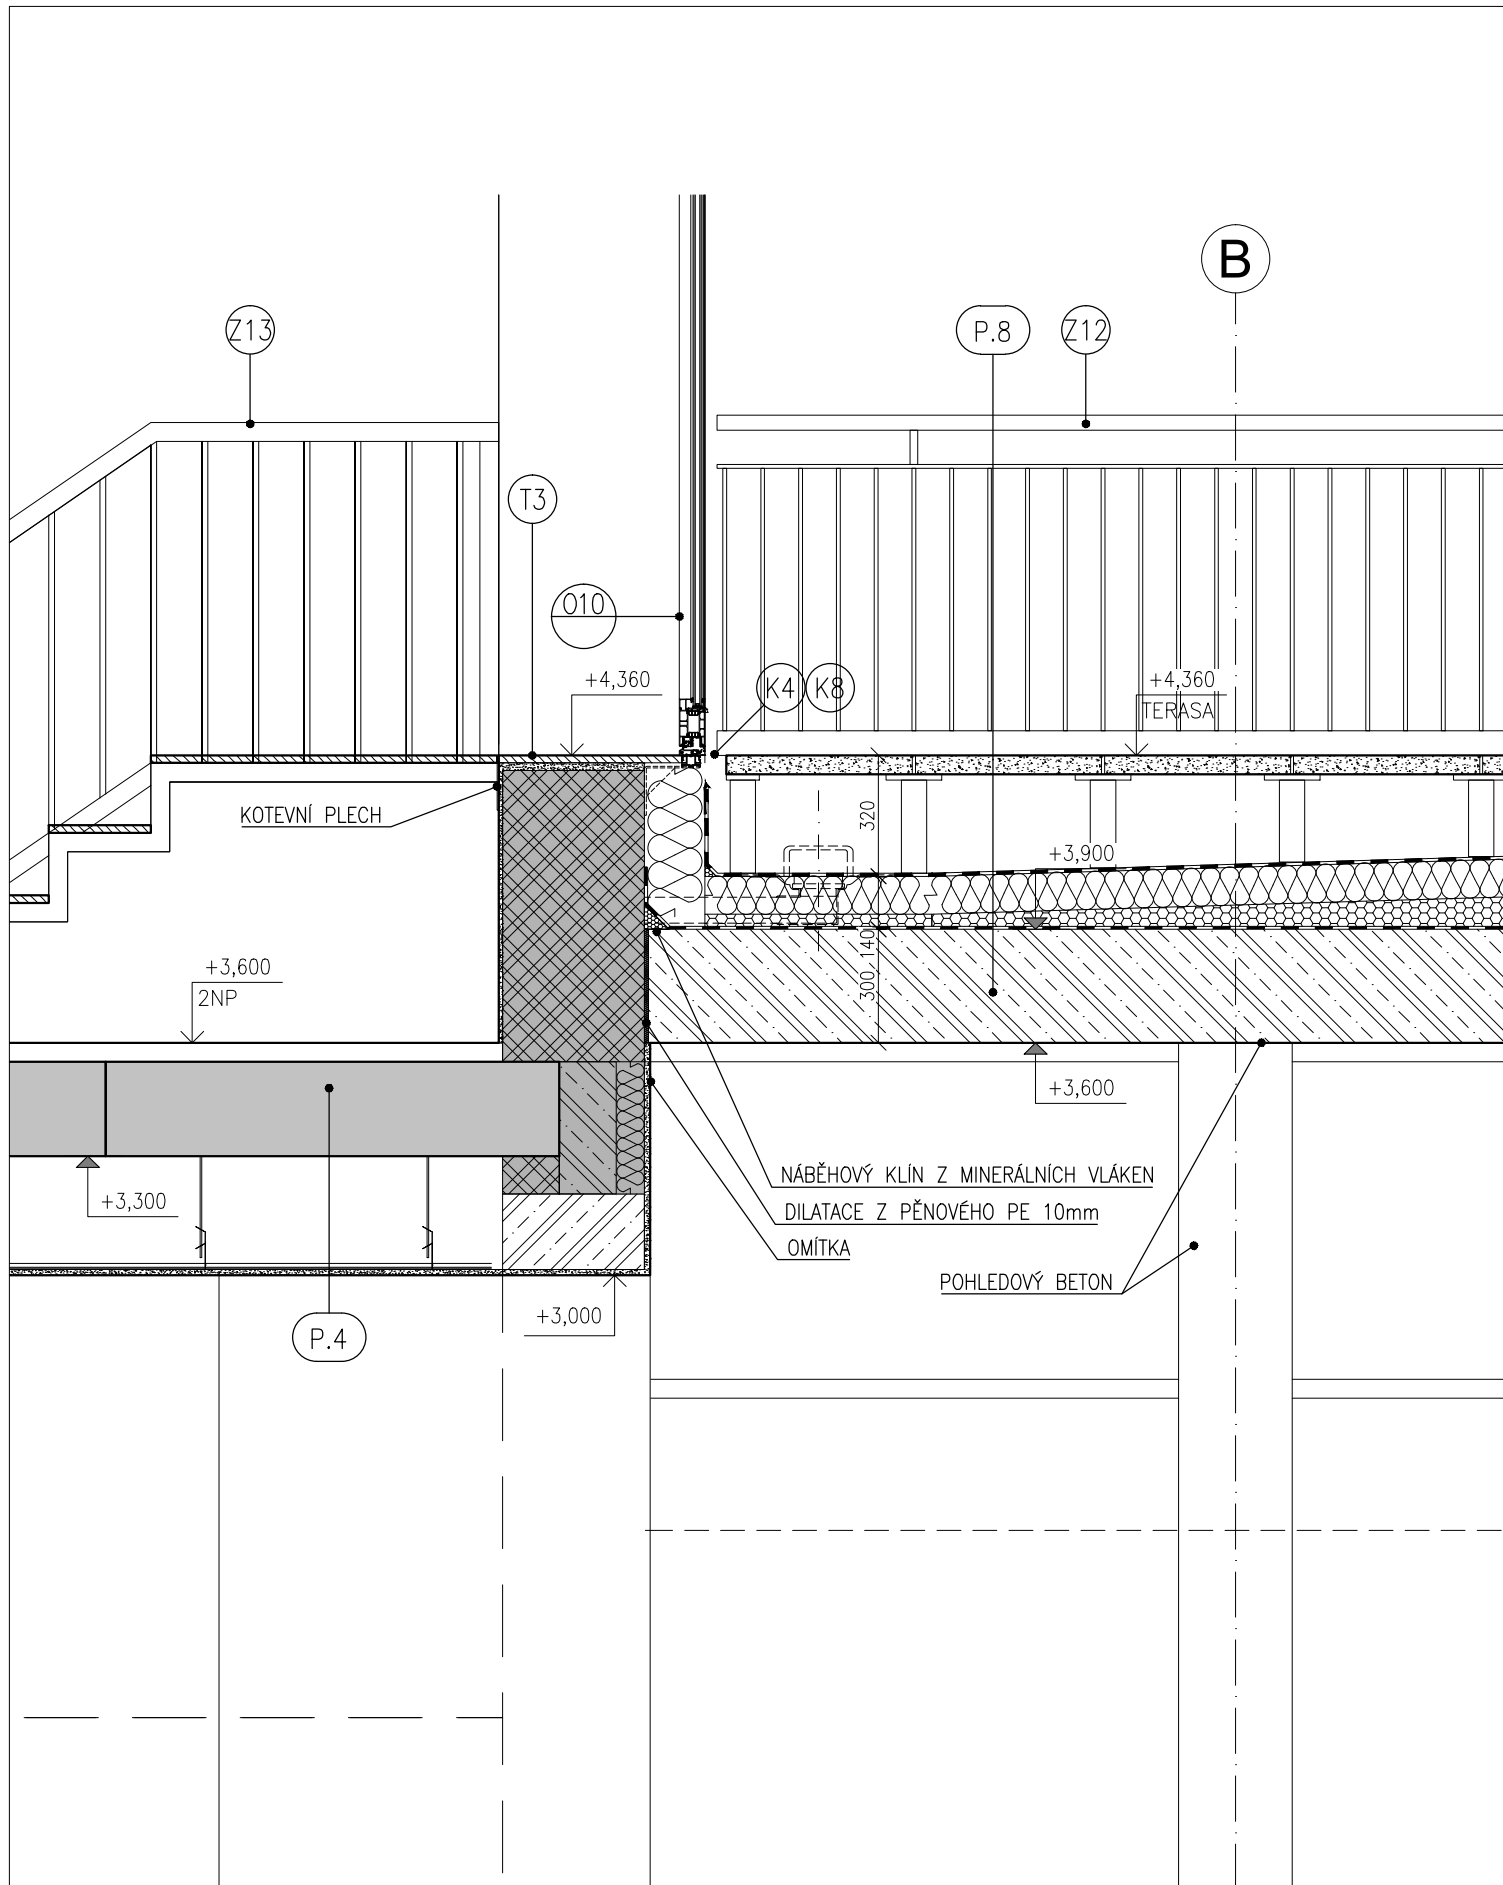 B
Z13
P.8
Z12
T3
O10
+4,360
K4
K8
+4,360
TERASA
KOTEVNÍ PLECH
320
+3,900
+3,600
2NP
140
300
+3,600
NÁBĚHOVÝ KLÍN Z MINERÁLNÍCH VLÁKEN
+3,300
DILATACE Z PĚNOVÉHO PE 10mm
OMÍTKA
POHLEDOVÝ BETON
+3,000
P.4